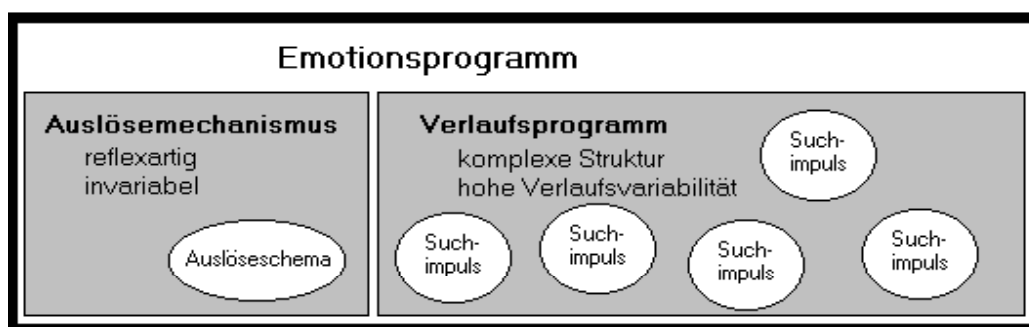 Emotionsprogramm
Auslösemechanismus
reflexartig
invariabel
Auslöseschema
Verlaufsprogramm
komplexe Struktur
hohe Verlaufsvariabilität
Such-
impuls
Such-
impuls
Such-
impuls
Such-
impuls
Such-
impuls